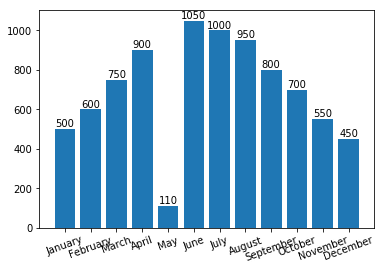 1050
1000
950
900
800
750
700
600
550
500
450
110
1000
800
600
400
200
0
January
February
March
April
May
June
July
August
September
October
November
December